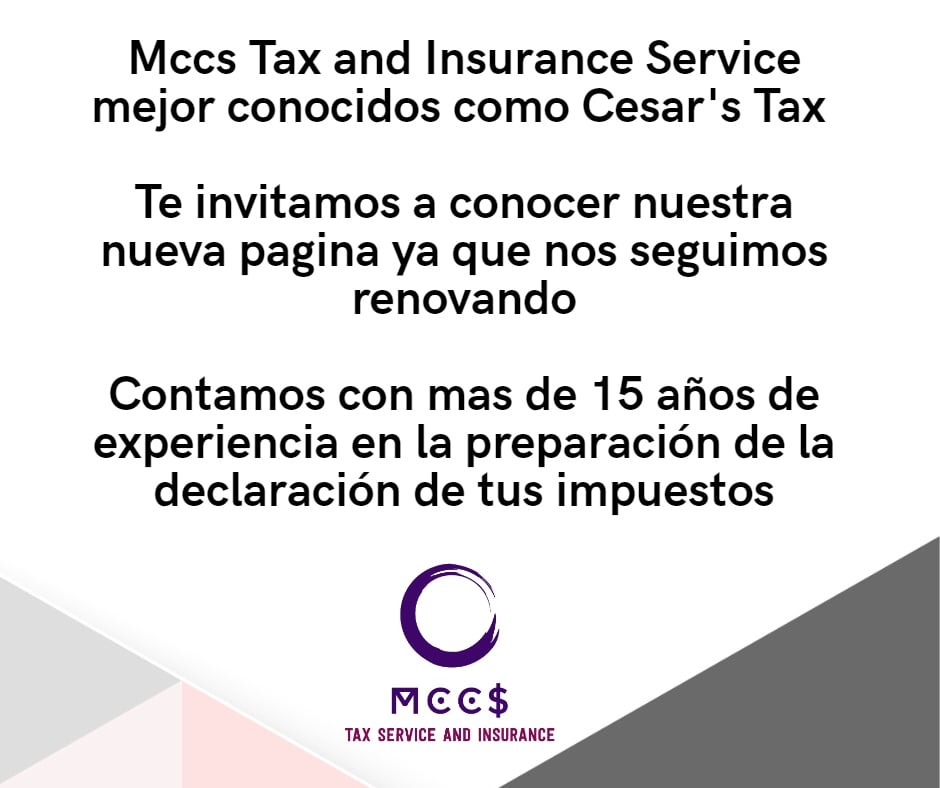 Mccs Tax and Insurance Service
mejor conocidos como Cesar's Tax
Te invitamos a conocer nuestra
nueva pagina ya que nos seguimos
renovando
Contamos con mas de 15 años de
experiencia en la preparación de la
declaración de tus impuestos
MCC$
TAX SERVICE AND INSURANCE